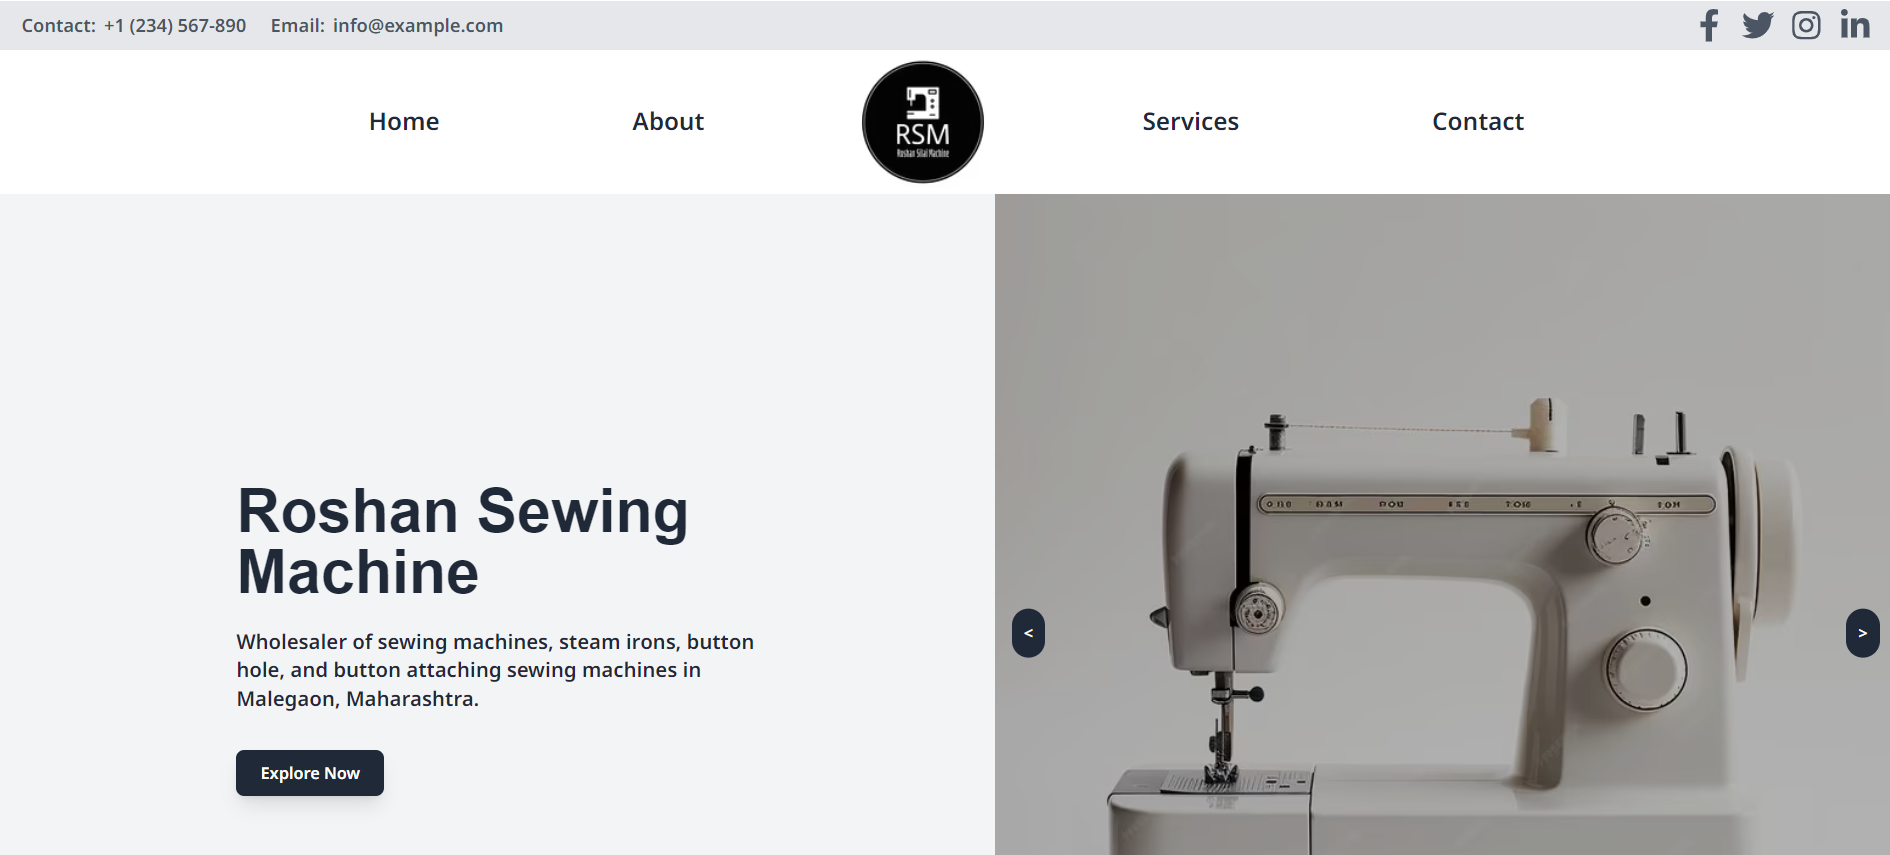 Contact: +1 (234) 567-890 Email: info@example.com
Home About Services Contact
RSM
Roshan Silai Machine
Roshan Sewing
Machine
Wholesaler of sewing machines, steam irons, button
hole, and button attaching sewing machines in
Malegaon, Maharashtra.
Explore Now
<
>